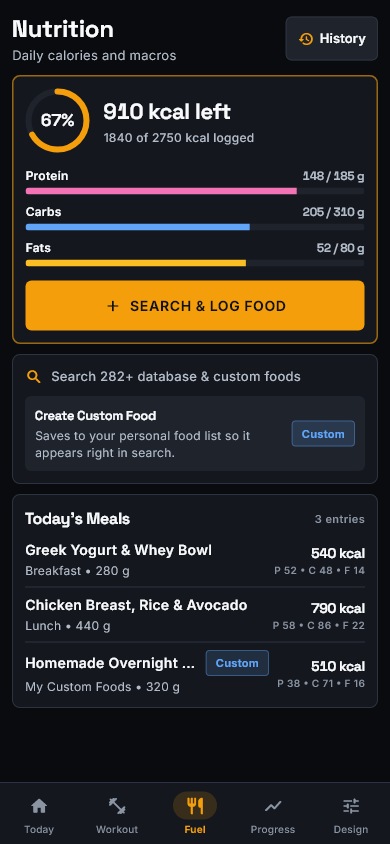 Nutrition
Daily calories and macros
History
67%
910 kcal left
1840 of 2750 kcal logged
Protein 148 / 185 g
Carbs 205 / 310 g
Fats 52 / 80 g
+ SEARCH & LOG FOOD
Search 282+ database & custom foods
Create Custom Food
Saves to your personal food list so it
appears right in search.
Custom
Today's Meals 3 entries
Greek Yogurt & Whey Bowl 540 kcal
Breakfast • 280 g P 52 • C 48 • F 14
Chicken Breast, Rice & Avocado 790 kcal
Lunch • 440 g P 58 • C 86 • F 22
Homemade Overnight ... Custom 510 kcal
My Custom Foods • 320 g P 38 • C 71 • F 16
Today Workout Fuel Progress Design